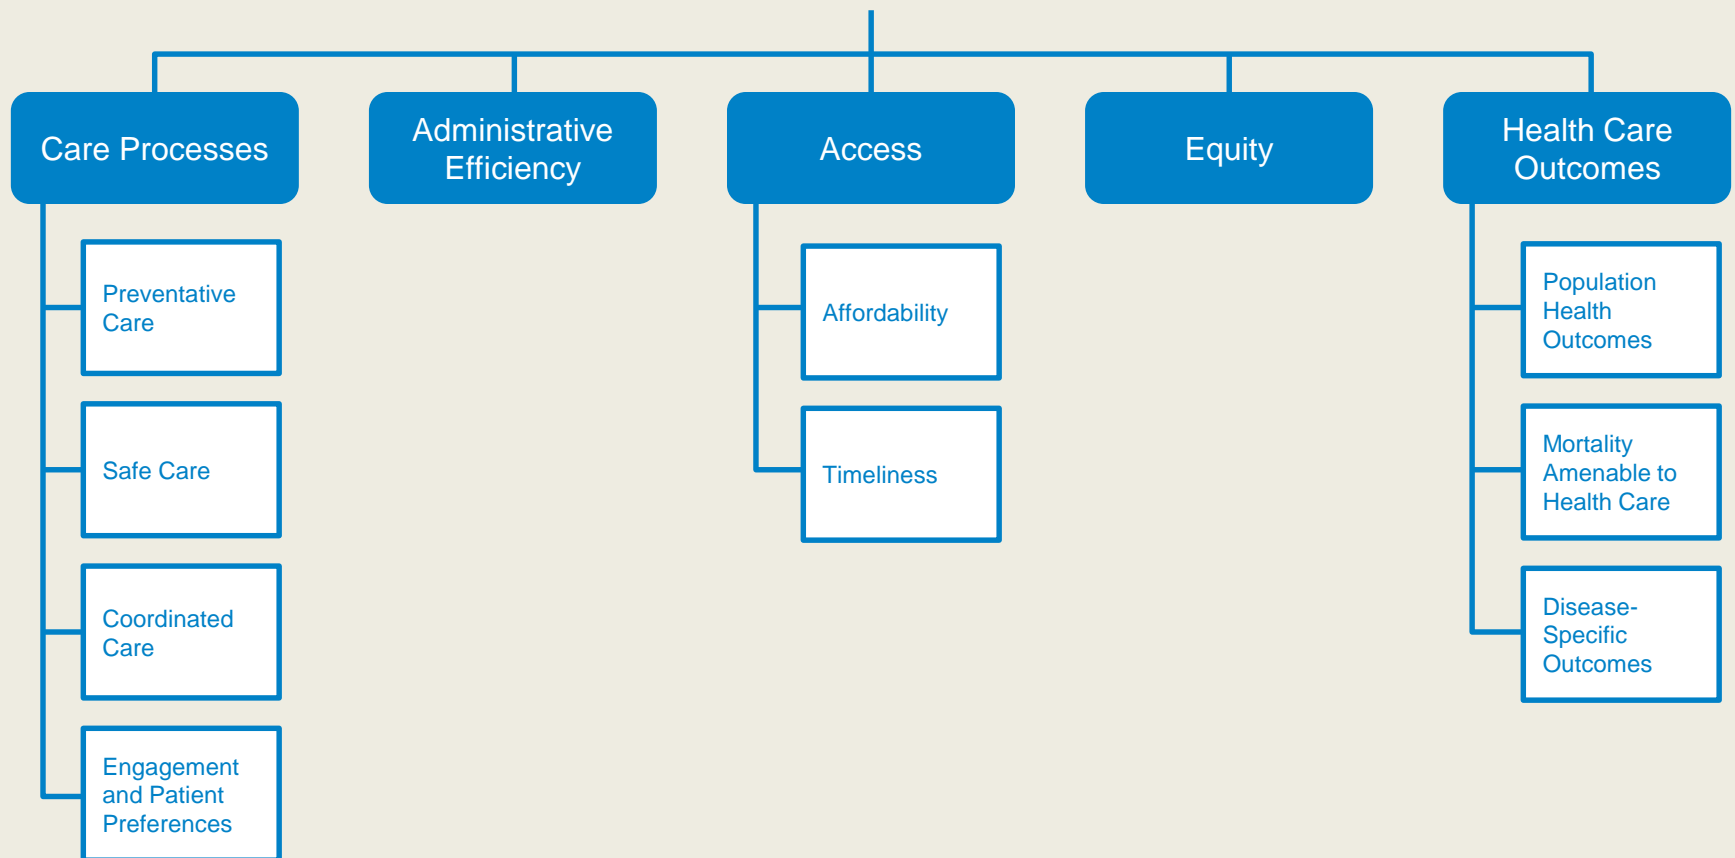 Care Processes
Administrative
Efficiency
Access
Equity
Health Care
Outcomes
Preventative
Care
Safe Care
Coordinated
Care
Engagement
and Patient
Preferences
Affordability
Timeliness
Population
Health
Outcomes
Mortality
Amenable to
Health Care
Disease-
Specific
Outcomes